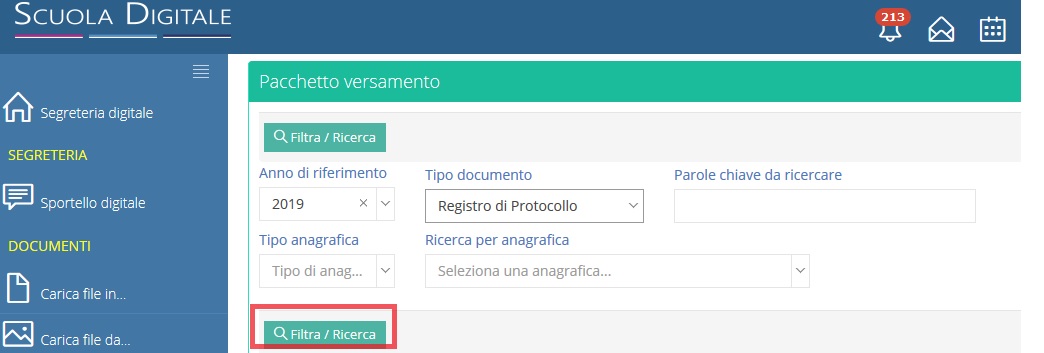 SCUOLA DIGITALE
213
Segreteria digitale
SEGRETERIA
Sportello digitale
DOCUMENTI
Carica file in...
Carica file da...
Pacchetto versamento
Filtra / Ricerca
Anno di riferimento Tipo documento Parole chiave da ricercare
2019 × Registro di Protocollo
Tipo anagrafica Ricerca per anagrafica
Tipo di anag... Seleziona una anagrafica...
Filtra / Ricerca